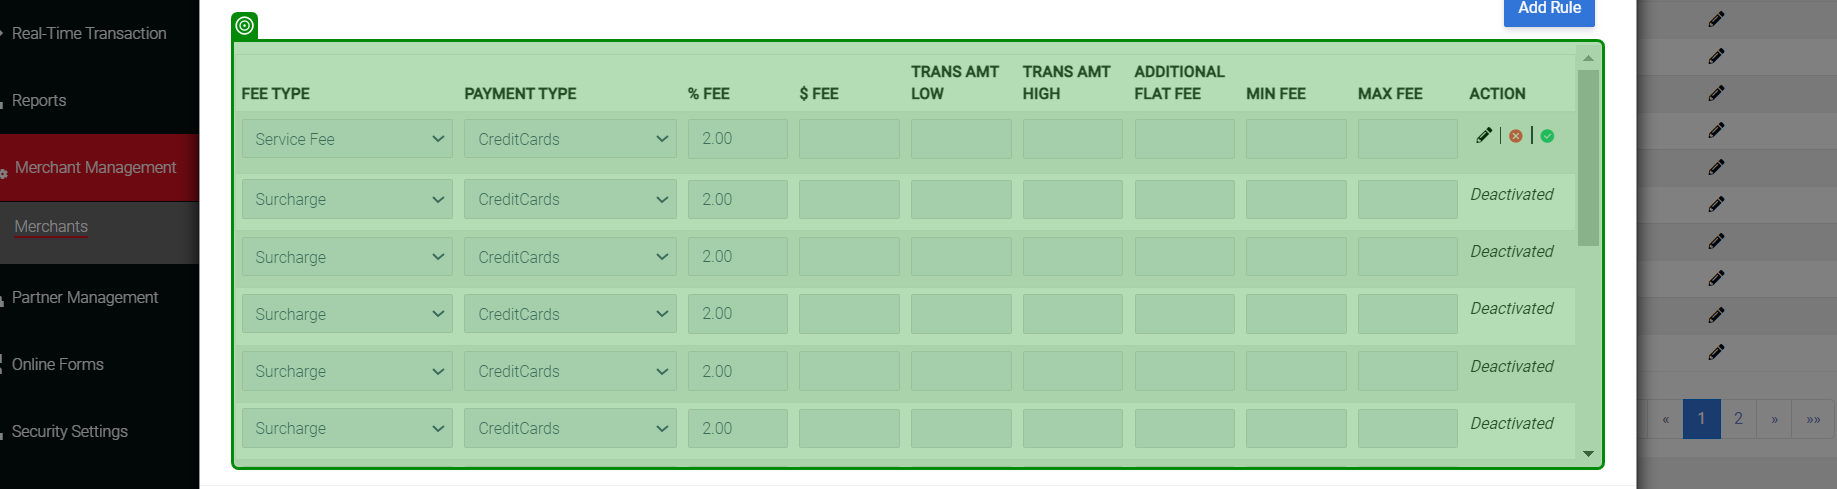 Add Rule
Real-Time Transaction
Reports
Merchant Management
Merchants
Partner Management
Online Forms
Security Settings
FEE TYPE PAYMENT TYPE % FEE $ FEE TRANS AMT LOW TRANS AMT HIGH ADDITIONAL FLAT FEE MIN FEE MAX FEE ACTION
Service Fee CreditCards 2.00
Surcharge CreditCards 2.00 Deactivated
Surcharge CreditCards 2.00 Deactivated
Surcharge CreditCards 2.00 Deactivated
Surcharge CreditCards 2.00 Deactivated
Surcharge CreditCards 2.00 Deactivated
« 1 2 » »»